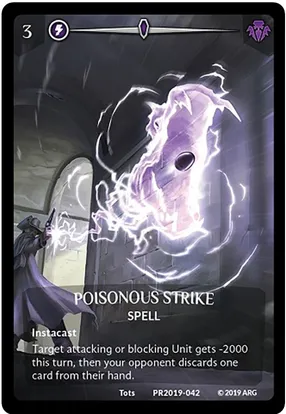 3
POISONOUS STRIKE
SPELL
Instacast
Target attacking or blocking Unit gets -2000
this turn, then your opponent discards one
card from their hand.
Tots PR2019-042 ©2019 ARG